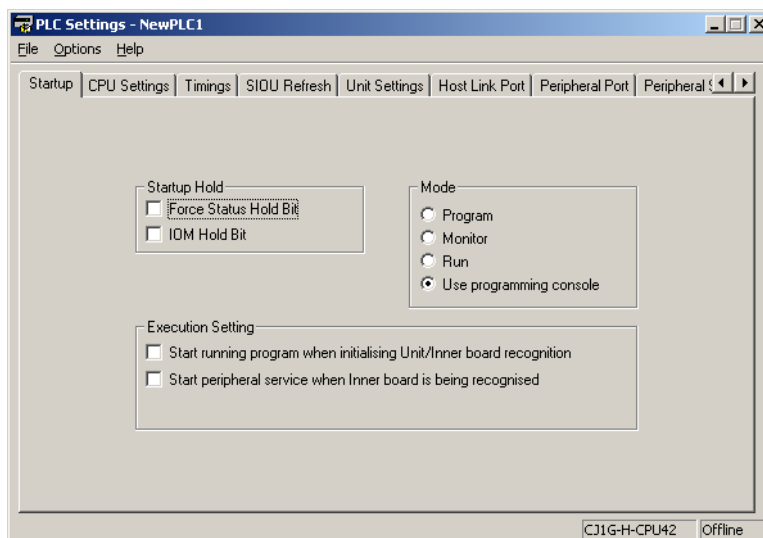 PLC Settings - NewPLC1
File Options Help
Startup CPU Settings Timings SIOU Refresh Unit Settings Host Link Port Peripheral Port Peripheral
Startup Hold
Force Status Hold Bit
IOM Hold Bit
Mode
Program
Monitor
Run
Use programming console
Execution Setting
Start running program when initialising Unit/Inner board recognition
Start peripheral service when Inner board is being recognised
CJ1G-H-CPU42 Offline